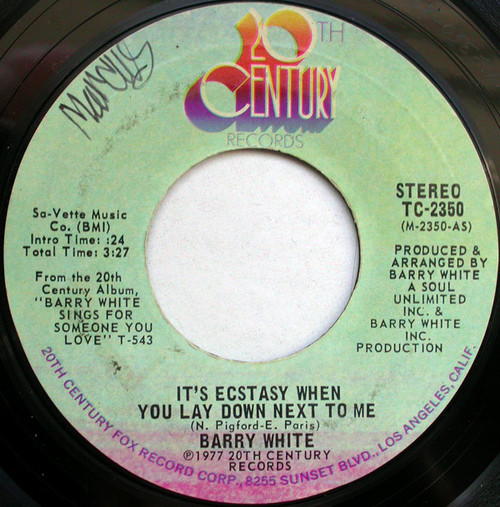 20TH
CENTURY
RECORDS
Marcus
STEREO
TC-2350
(M-2350-AS)
Sa-Vette Music
Co. (BMI)
Intro Time: :24
Total Time: 3:27
From the 20th
Century Album,
"BARRY WHITE
SINGS FOR
SOMEONE YOU
LOVE" T-543
PRODUCED &
ARRANGED BY
BARRY WHITE
A SOUL
UNLIMITED
INC. &
BARRY WHITE
INC.
PRODUCTION
IT'S ECSTASY WHEN
YOU LAY DOWN NEXT TO ME
(N. Pigford-E. Paris)
BARRY WHITE
℗1977 20TH CENTURY
RECORDS
20TH CENTURY FOX RECORD CORP., 8255 SUNSET BLVD., LOS ANGELES, CALIF.